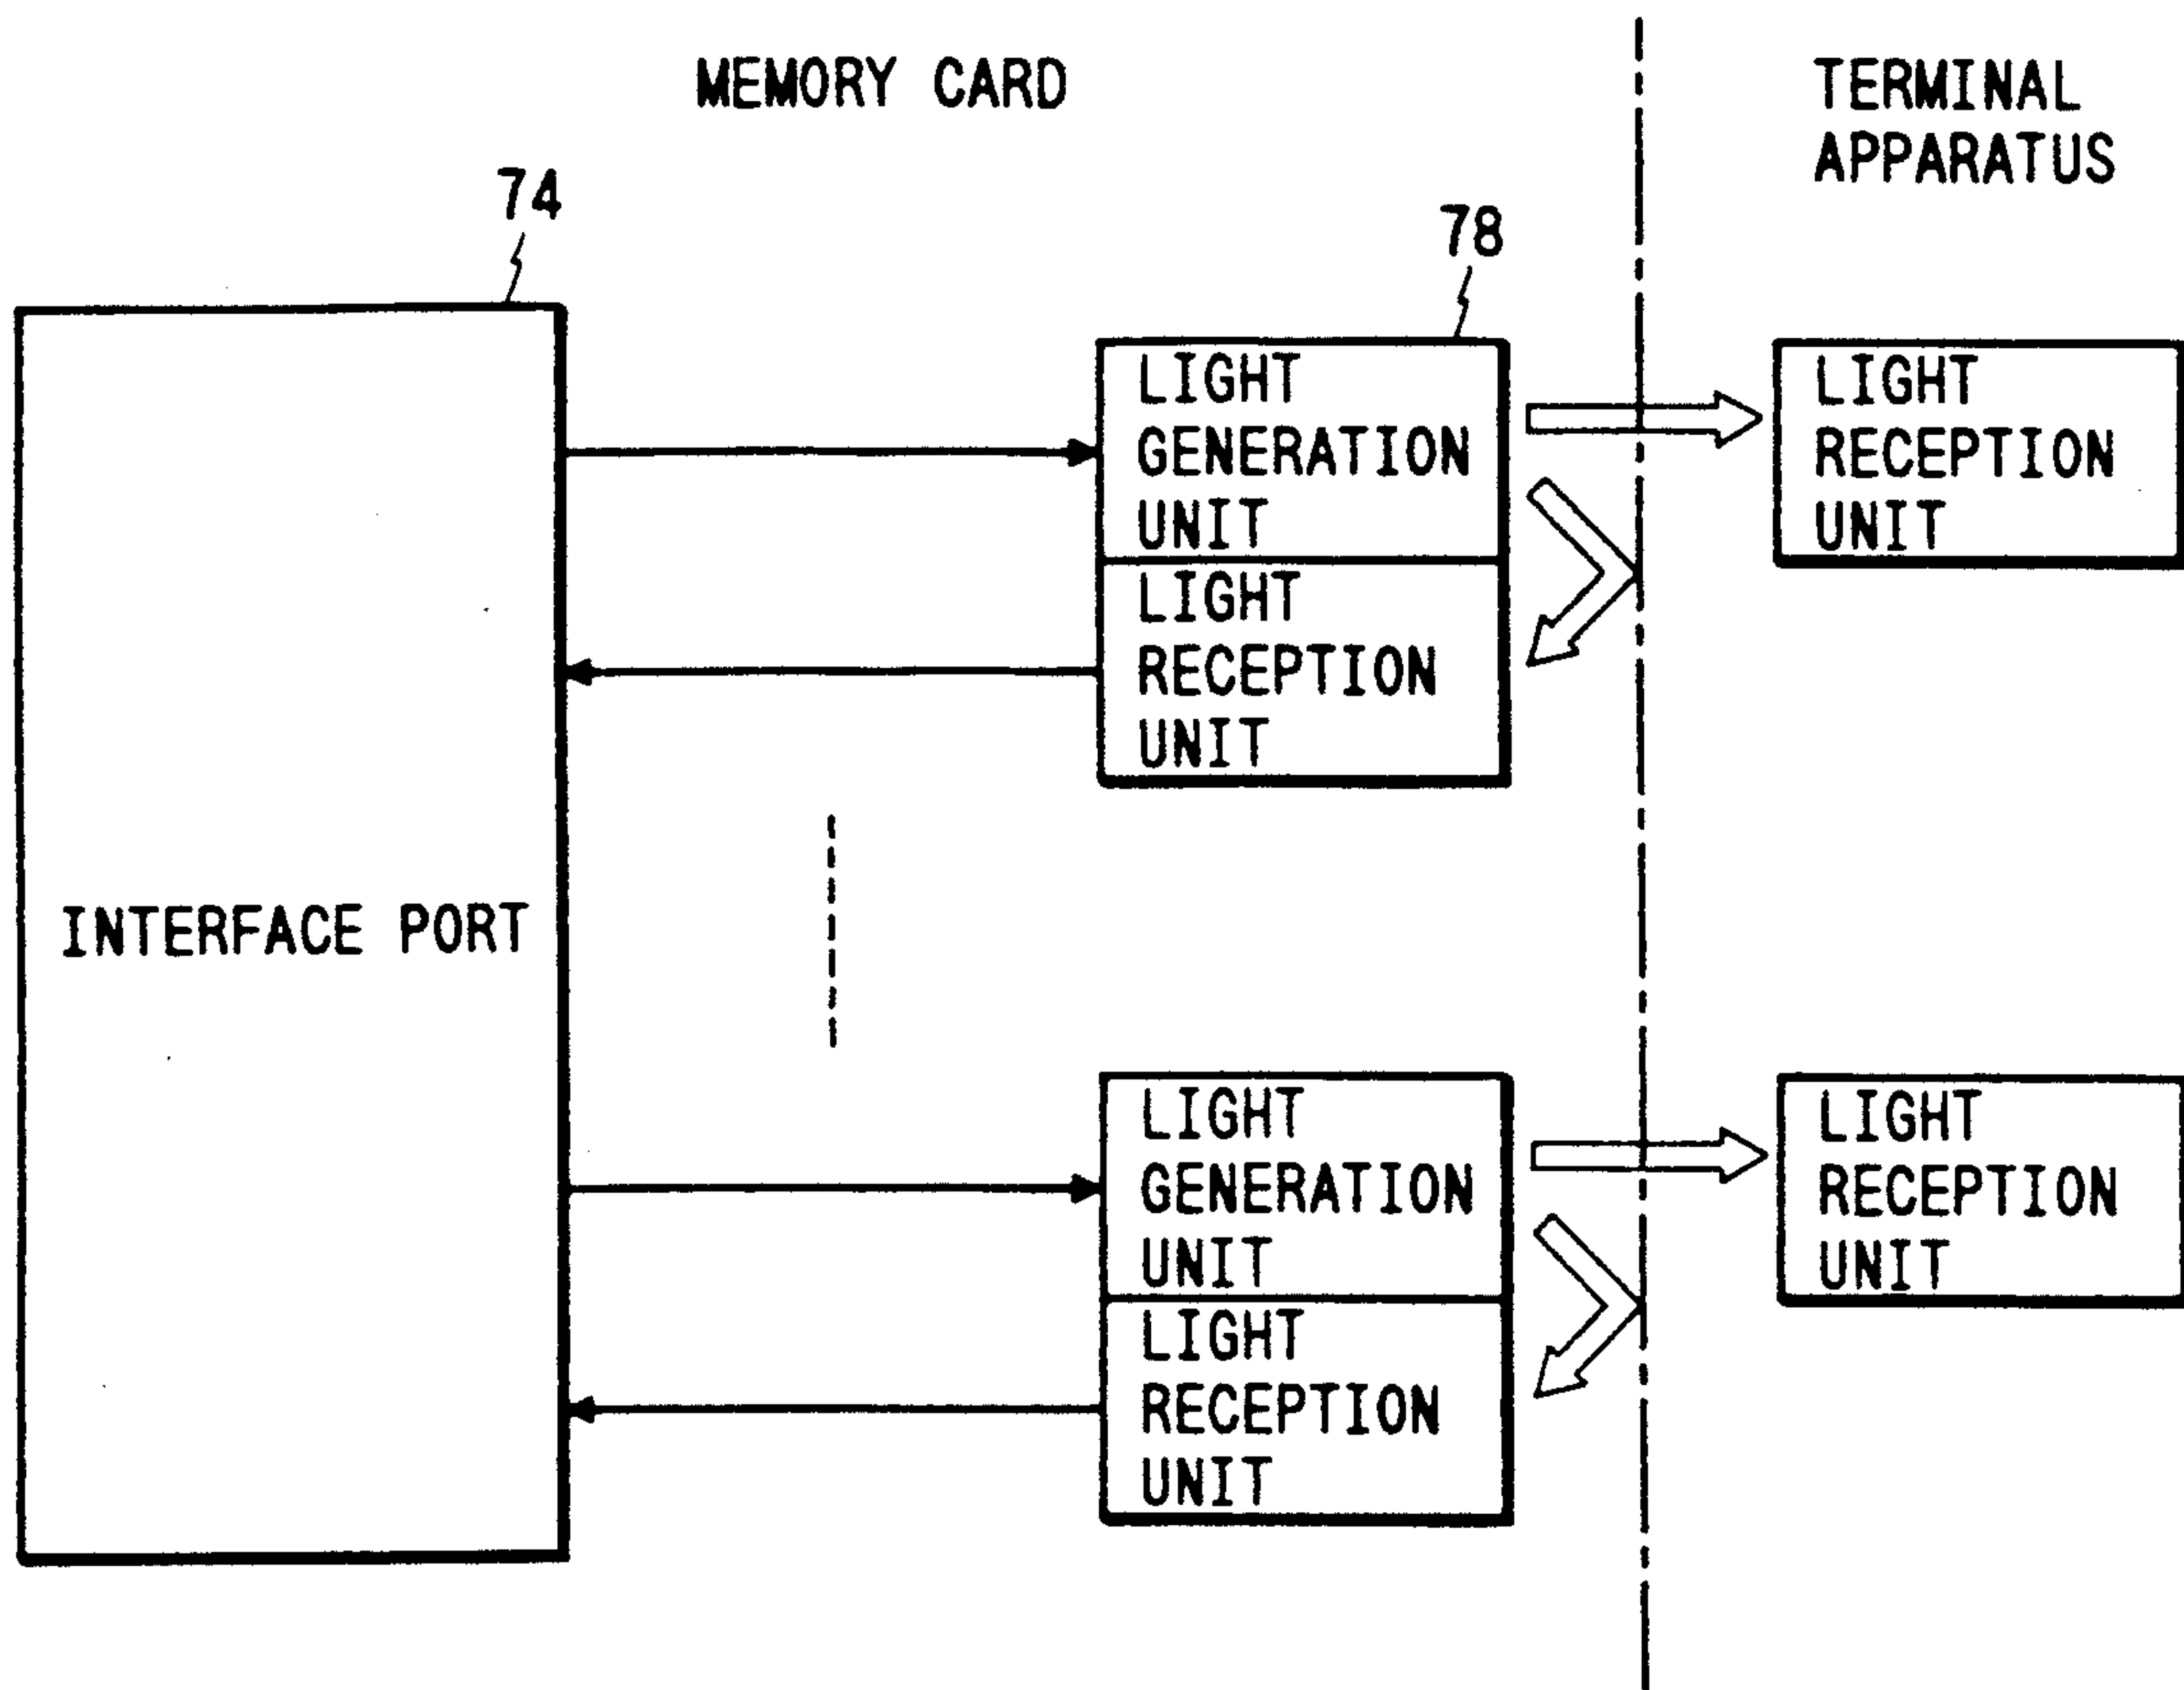 MEMORY CARD
TERMINAL
APPARATUS
74
78
LIGHT
GENERATION
UNIT
LIGHT
RECEPTION
UNIT
LIGHT
RECEPTION
UNIT
INTERFACE PORT
LIGHT
GENERATION
UNIT
LIGHT
RECEPTION
UNIT
LIGHT
RECEPTION
UNIT